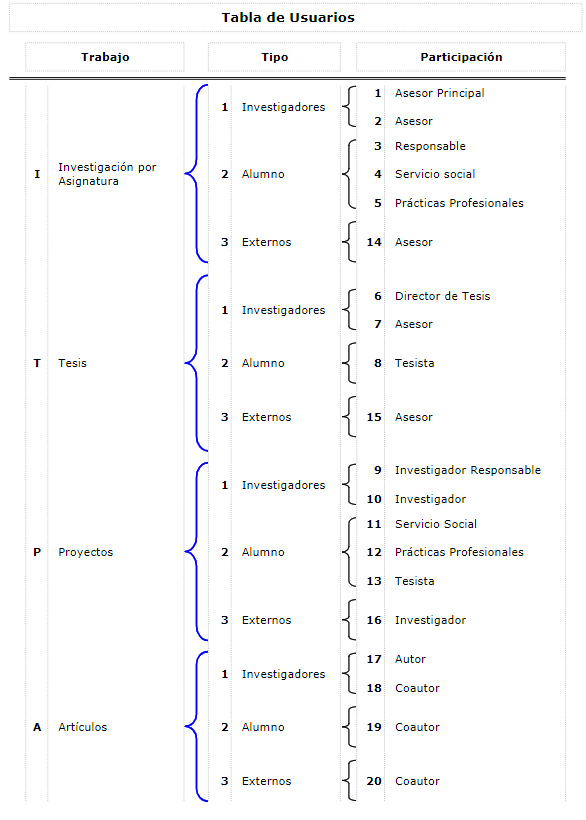 Tabla de Usuarios
Trabajo Tipo Participación
1 Asesor Principal
1 Investigadores
2 Asesor
3 Responsable
I Investigación por Asignatura
2 Alumno
4 Servicio social
5 Prácticas Profesionales
3 Externos
14 Asesor
6 Director de Tesis
1 Investigadores
7 Asesor
T Tesis
2 Alumno
8 Tesista
3 Externos
15 Asesor
9 Investigador Responsable
1 Investigadores
10 Investigador
11 Servicio Social
P Proyectos
2 Alumno
12 Prácticas Profesionales
13 Tesista
3 Externos
16 Investigador
17 Autor
1 Investigadores
18 Coautor
A Artículos
2 Alumno
19 Coautor
3 Externos
20 Coautor